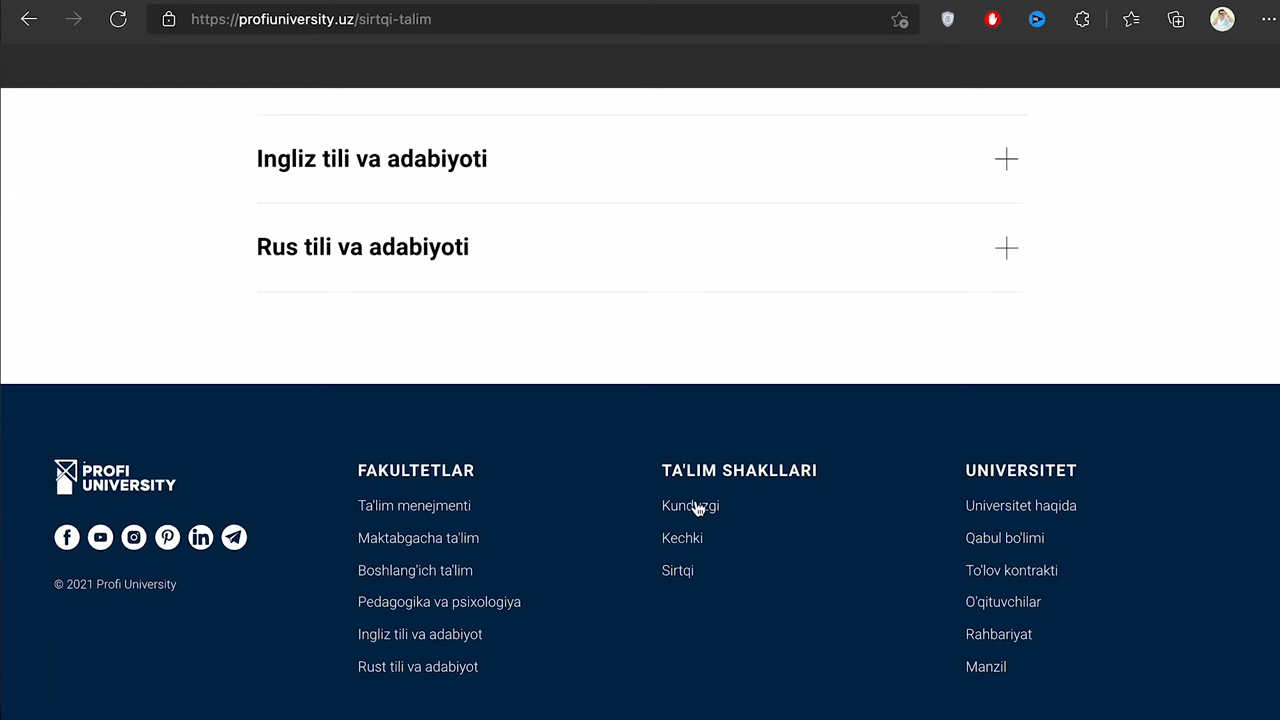 https://profiuniversity.uz/sirtqi-talim
Ingliz tili va adabiyoti
Rus tili va adabiyoti
PROFI
UNIVERSITY
© 2021 Profi University
FAKULTETLAR
Ta'lim menejmenti
Maktabgacha ta'lim
Boshlang'ich ta'lim
Pedagogika va psixologiya
Ingliz tili va adabiyot
Rust tili va adabiyot
TA'LIM SHAKLLARI
Kunduzgi
Kechki
Sirtqi
UNIVERSITET
Universitet haqida
Qabul bo'limi
To'lov kontrakti
O'qituvchilar
Rahbariyat
Manzil